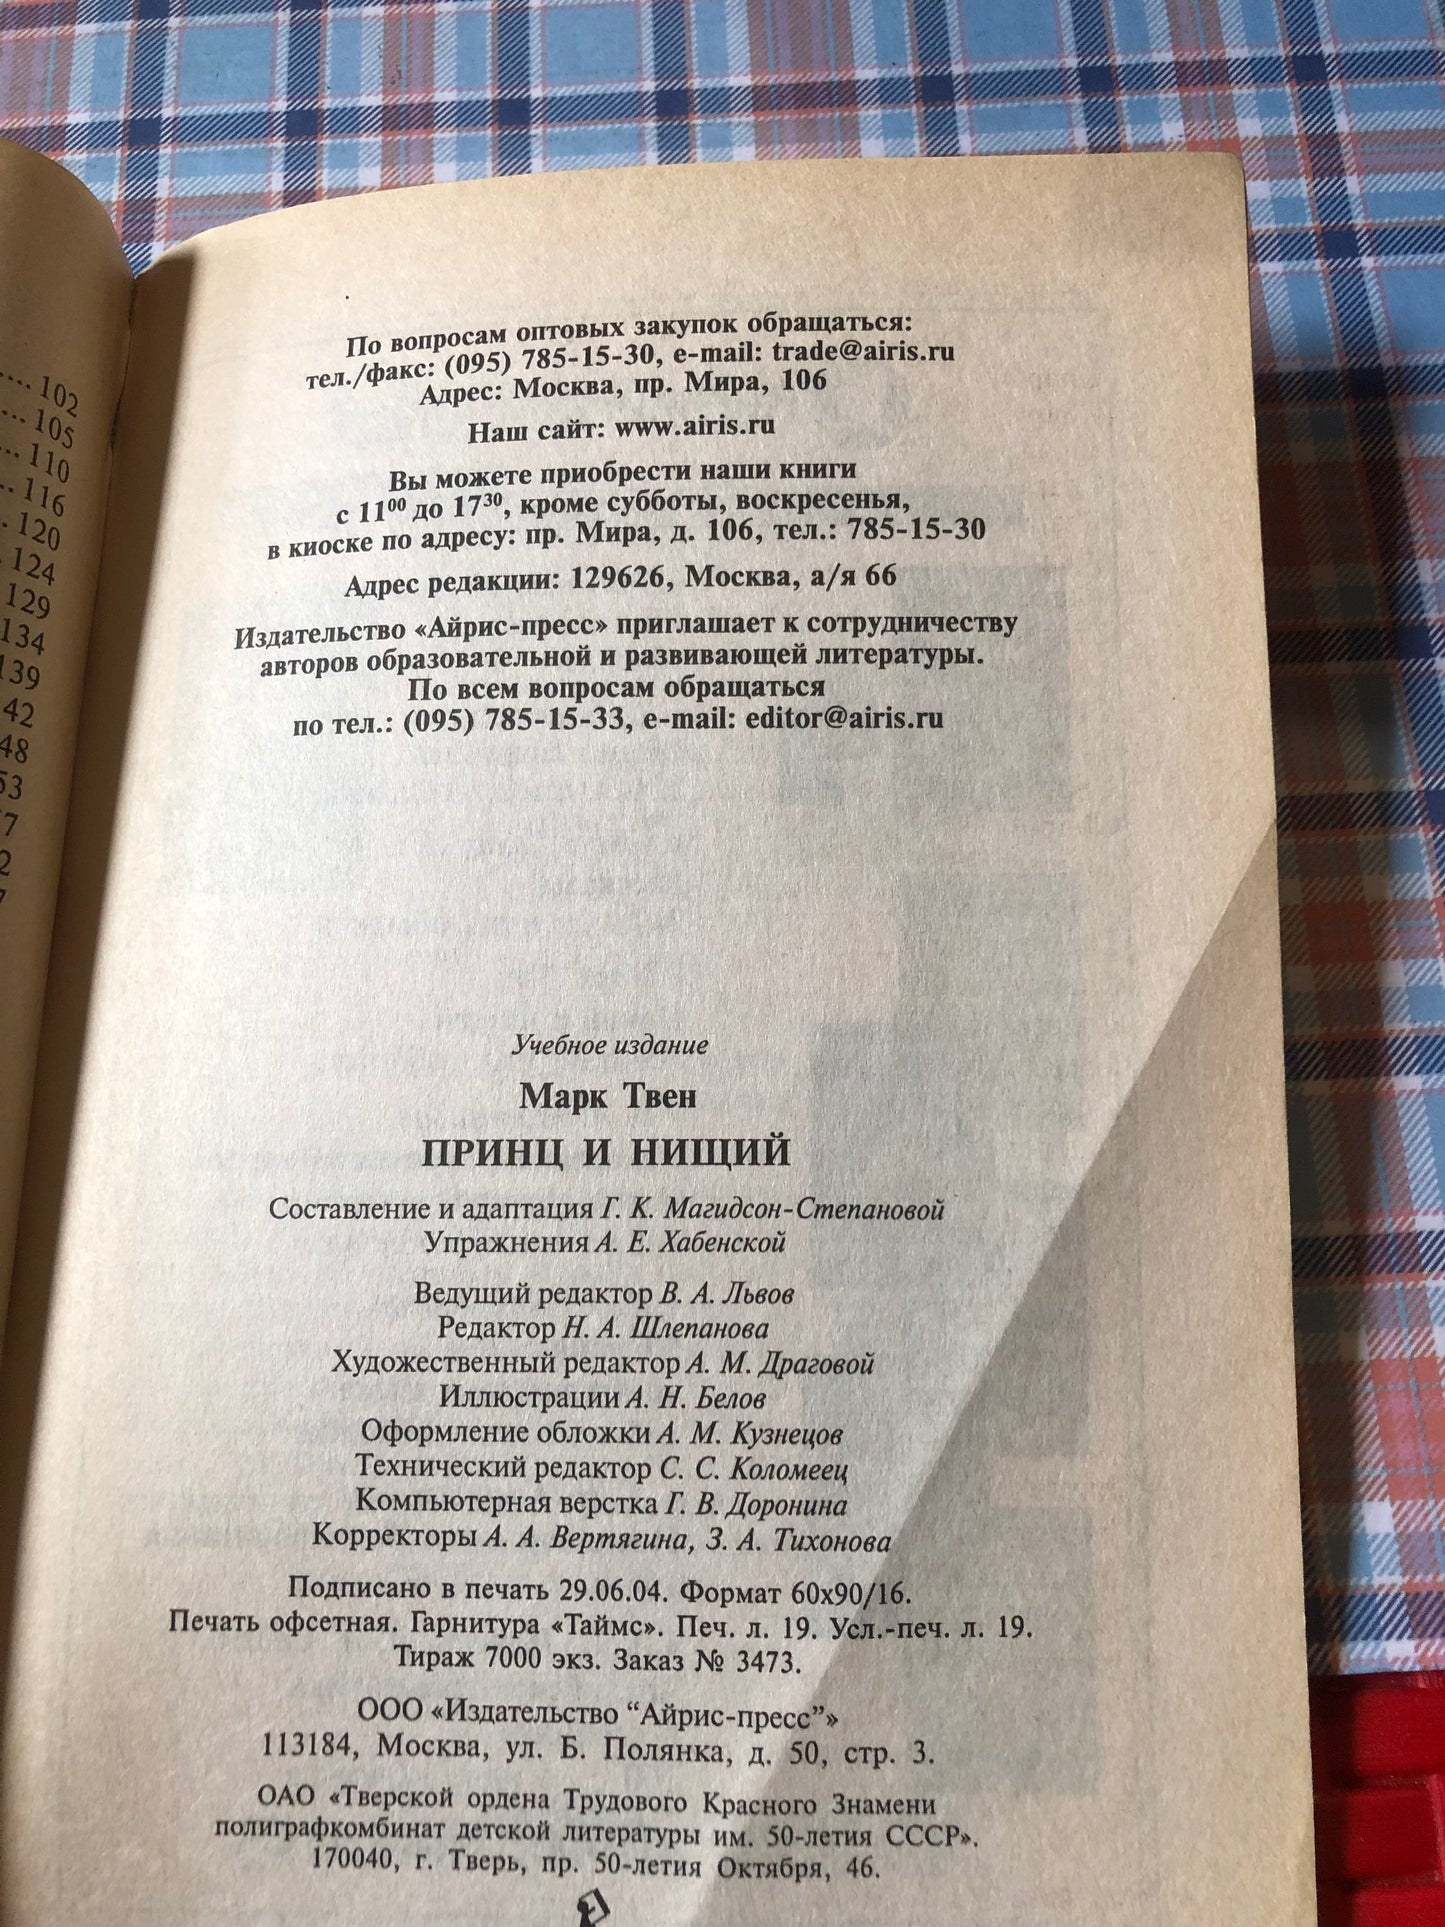 102
105
110
116
120
124
129
134
139
42
48
53
7
2
По вопросам оптовых закупок обращаться:
тел./факс: (095) 785-15-30, e-mail: trade@airis.ru
Адрес: Москва, пр. Мира, 106
Наш сайт: www.airis.ru
Вы можете приобрести наши книги
с 11⁰⁰ до 17³⁰, кроме субботы, воскресенья,
в киоске по адресу: пр. Мира, д. 106, тел.: 785-15-30
Адрес редакции: 129626, Москва, а/я 66
Издательство «Айрис-пресс» приглашает к сотрудничеству
авторов образовательной и развивающей литературы.
По всем вопросам обращаться
по тел.: (095) 785-15-33, e-mail: editor@airis.ru
Учебное издание
Марк Твен
ПРИНЦ И НИЩИЙ
Составление и адаптация Г. К. Магидсон-Степановой
Упражнения А. Е. Хабенской
Ведущий редактор В. А. Львов
Редактор Н. А. Шлепанова
Художественный редактор А. М. Драговой
Иллюстрации А. Н. Белов
Оформление обложки А. М. Кузнецов
Технический редактор С. С. Коломеец
Компьютерная верстка Г. В. Доронина
Корректоры А. А. Вертягина, З. А. Тихонова
Подписано в печать 29.06.04. Формат 60х90/16.
Печать офсетная. Гарнитура «Таймс». Печ. л. 19. Усл.-печ. л. 19.
Тираж 7000 экз. Заказ № 3473.
ООО «Издательство “Айрис-пресс”»
113184, Москва, ул. Б. Полянка, д. 50, стр. 3.
ОАО «Тверской ордена Трудового Красного Знамени
полиграфкомбинат детской литературы им. 50-летия СССР».
170040, г. Тверь, пр. 50-летия Октября, 46.